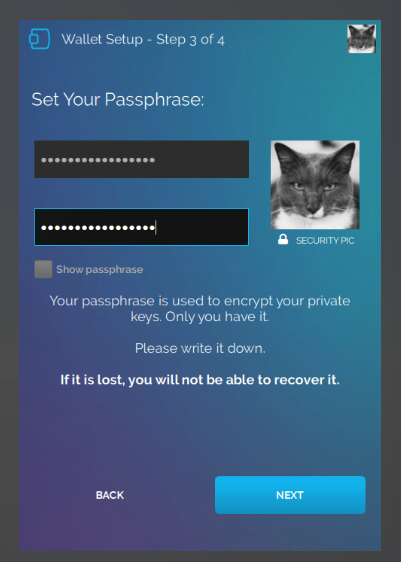 Wallet Setup - Step 3 of 4
Set Your Passphrase:
•••••••••••••••••
•••••••••••••••••
SECURITY PIC
Show passphrase
Your passphrase is used to encrypt your private
keys. Only you have it.
Please write it down.
If it is lost, you will not be able to recover it.
BACK
NEXT